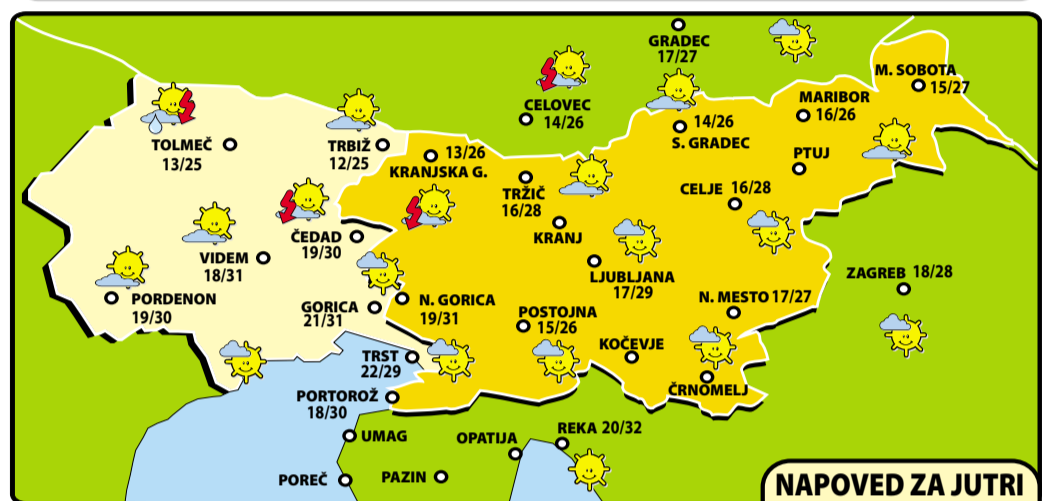 GRADEC
17/27
M. SOBOTA
15/27
CELOVEC
14/26
MARIBOR
16/26
14/26
S. GRADEC
TOLMEČ
13/25
TRBIŽ
12/25
13/26
KRANJSKA G.
PTUJ
TRŽIČ
16/28
CELJE 16/28
KRANJ
ČEDAD
19/30
VIDEM
18/31
LJUBLJANA
17/29
ZAGREB 18/28
PORDENON
19/30
GORICA
21/31
N. GORICA
19/31
N. MESTO 17/27
POSTOJNA
15/26
KOČEVJE
TRST
22/29
ČRNOMELJ
PORTOROŽ
18/30
UMAG
OPATIJA
REKA 20/32
POREČ
PAZIN
NAPOVED ZA JUTRI